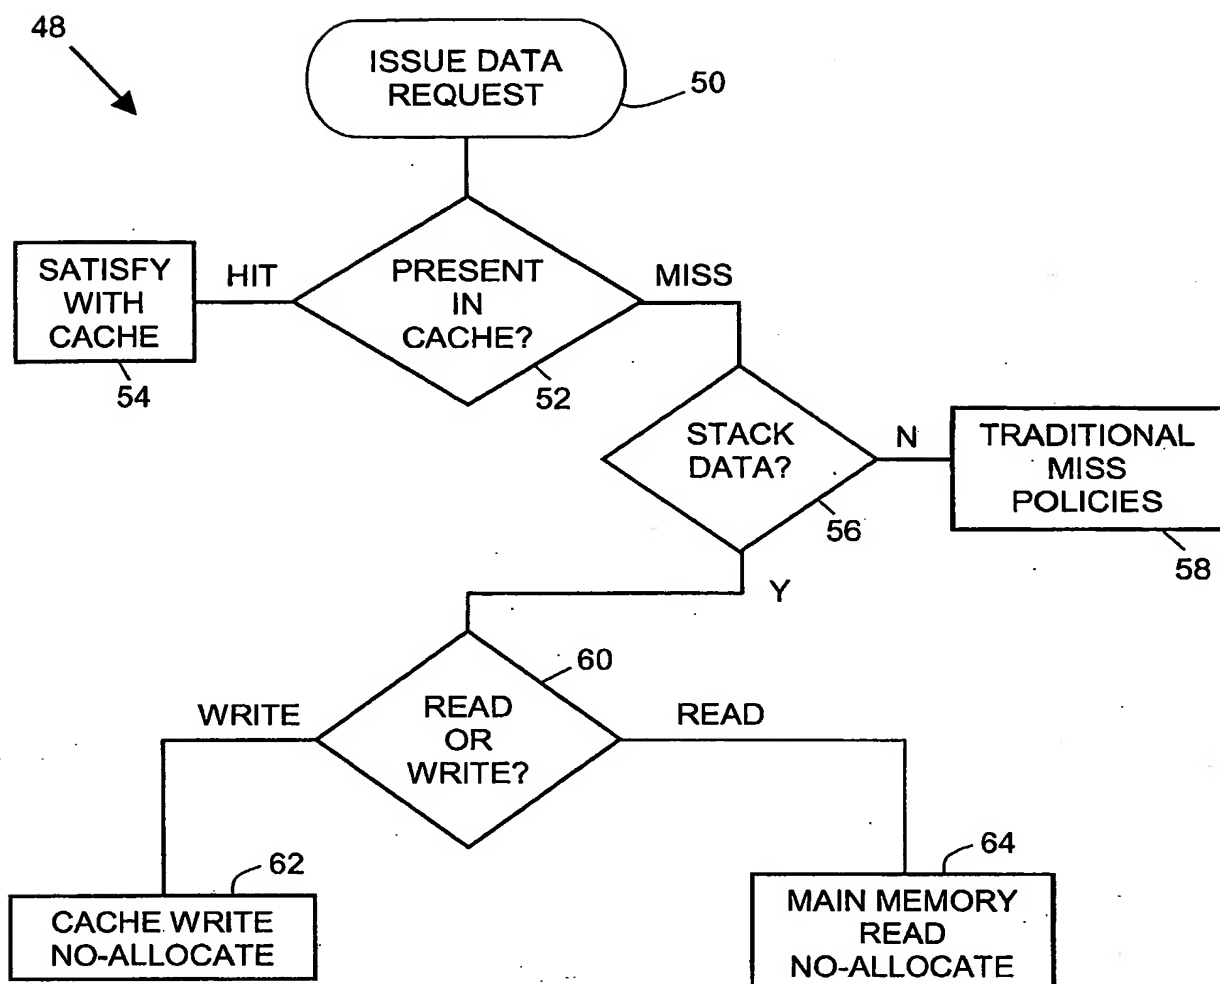 48
ISSUE DATA
REQUEST
50
SATISFY
WITH
CACHE
54
HIT
PRESENT
IN
CACHE?
52
MISS
STACK
DATA?
56
N
TRADITIONAL
MISS
POLICIES
58
Y
60
READ
OR
WRITE?
WRITE
READ
62
CACHE WRITE
NO-ALLOCATE
64
MAIN MEMORY
READ
NO-ALLOCATE